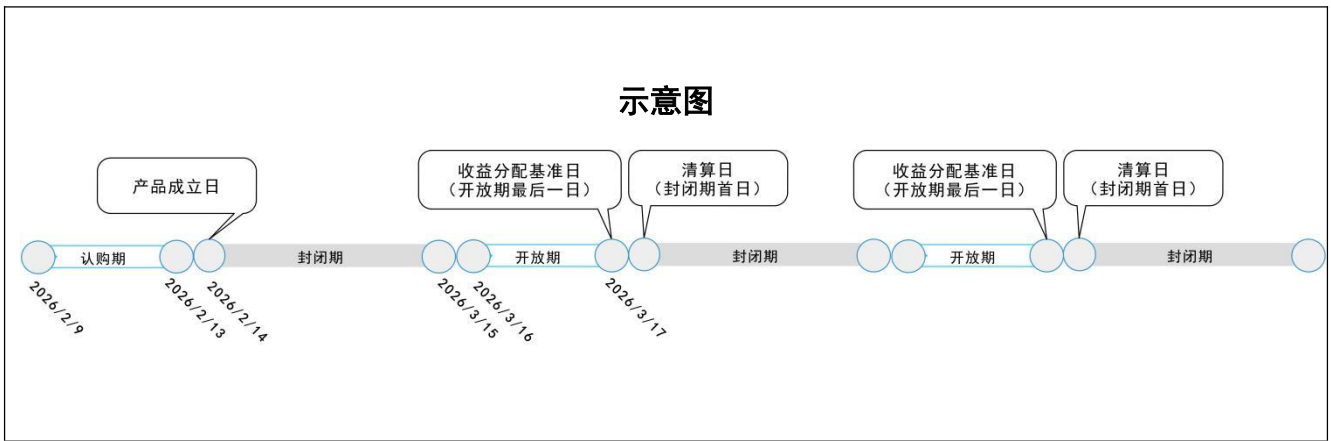 示意图
产品成立日
收益分配基准日
（开放期最后一日）
清算日
（封闭期首日）
收益分配基准日
（开放期最后一日）
清算日
（封闭期首日）
认购期
封闭期
开放期
封闭期
开放期
封闭期
2026/2/9
2026/2/13
2026/2/14
2026/3/15
2026/3/16
2026/3/17